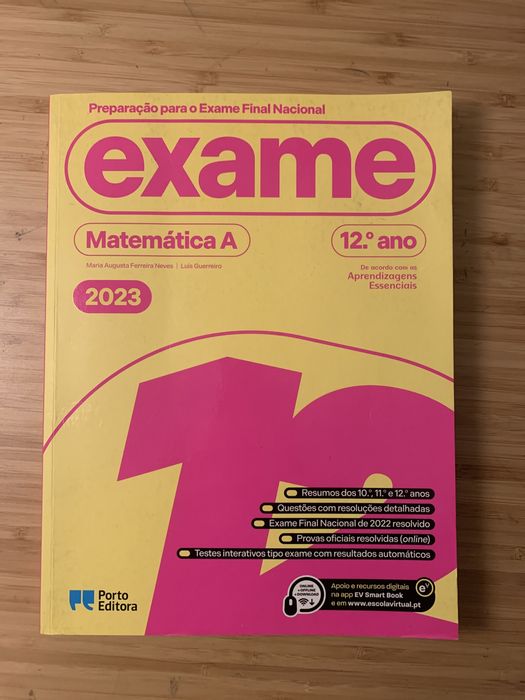 Preparação para o Exame Final Nacional
exame
Matemática A
12.º ano
Maria Augusta Ferreira Neves | Luís Guerreiro
De acordo com as
Aprendizagens
Essenciais
2023
12
Resumos dos 10.º, 11.º e 12.º anos
Questões com resoluções detalhadas
Exame Final Nacional de 2022 resolvido
Provas oficiais resolvidas (online)
Testes interativos tipo exame com resultados automáticos
ONLINE
+OFFLINE
+DOWNLOAD
Apoio e recursos digitais
na app EV Smart Book
e em www.escolavirtual.pt
eV
Porto
Editora